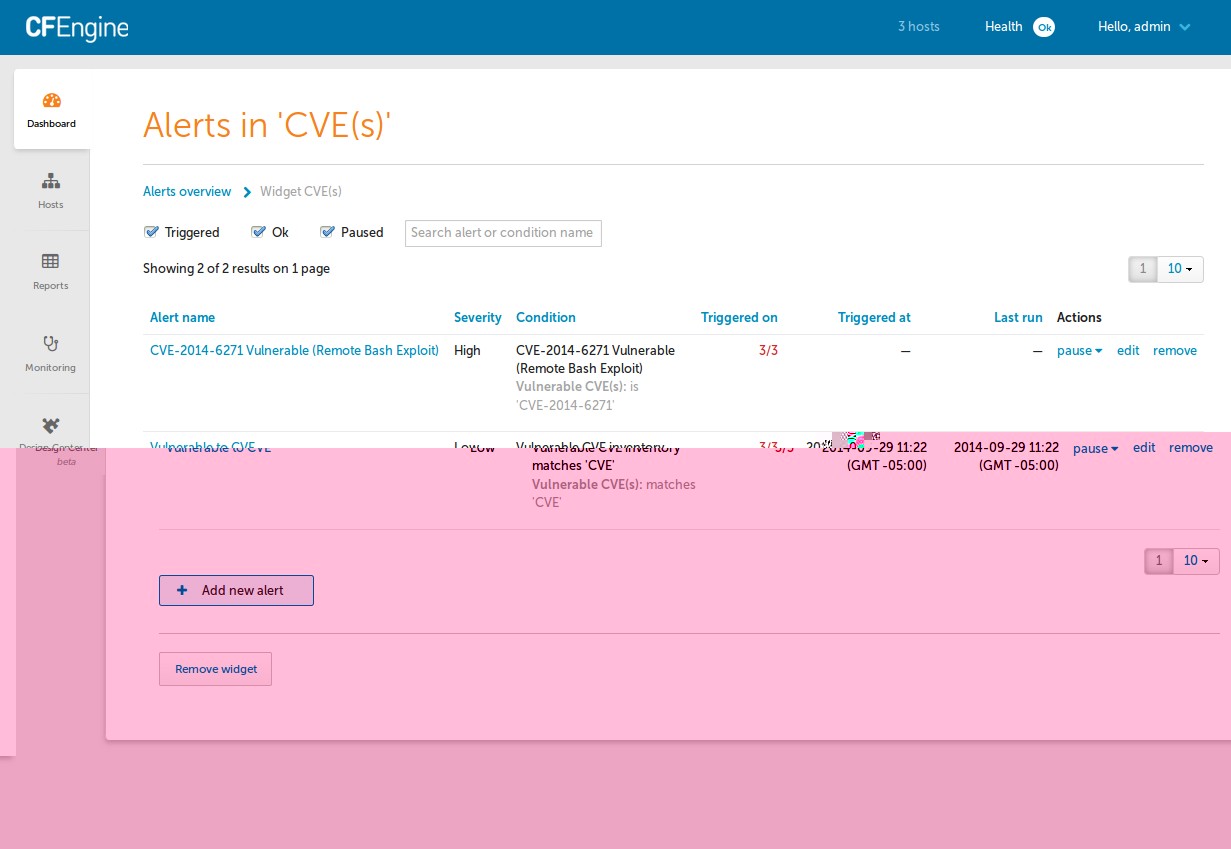 CFEngine
3 hosts
Health Ok
Hello, admin
Dashboard
Hosts
Reports
Monitoring
Design Center
beta
Alerts in 'CVE(s)'
Alerts overview Widget CVE(s)
Triggered Ok Paused Search alert or condition name
Showing 2 of 2 results on 1 page
1 10
Alert name Severity Condition Triggered on Triggered at Last run Actions
CVE-2014-6271 Vulnerable (Remote Bash Exploit) High CVE-2014-6271 Vulnerable 3/3 — — pause edit remove
(Remote Bash Exploit)
Vulnerable CVE(s): is
'CVE-2014-6271'
Vulnerable to CVE Low Vulnerable CVE inventory 3/3 2014-09-29 11:22 2014-09-29 11:22 pause edit remove
matches 'CVE' (GMT -05:00) (GMT -05:00)
Vulnerable CVE(s): matches
'CVE'
1 10
Add new alert
Remove widget